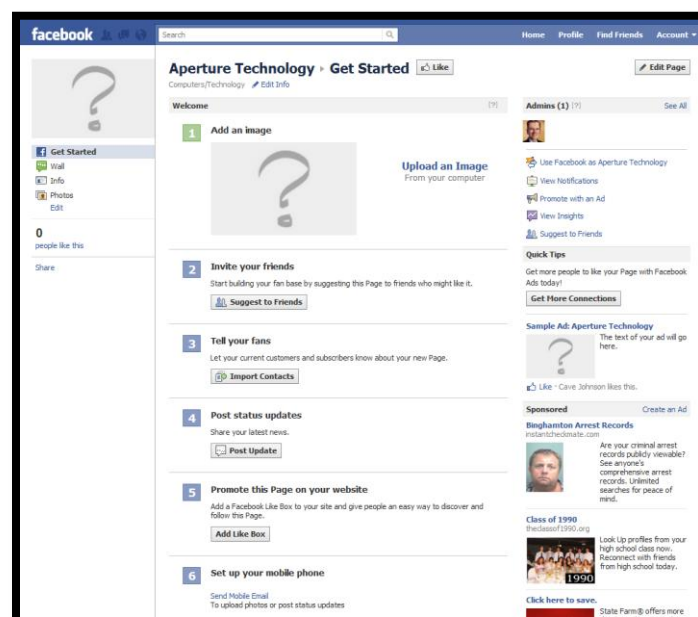 facebook
Search
Home Profile Find Friends Account
Aperture Technology Get Started Like
Edit Page
Computers/Technology Edit Info
Get Started
Wall
Info
Photos
Edit
0
people like this
Share
Welcome [?]
1 Add an image
Upload an Image
From your computer
2 Invite your friends
Start building your fan base by suggesting this Page to friends who might like it.
Suggest to Friends
3 Tell your fans
Let your current customers and subscribers know about your new Page.
Import Contacts
4 Post status updates
Share your latest news.
Post Update
5 Promote this Page on your website
Add a Facebook Like Box to your site and give people an easy way to discover and
follow this Page.
Add Like Box
6 Set up your mobile phone
Send Mobile Email
To upload photos or post status updates
Admins (1) [?] See All
Use Facebook as Aperture Technology
View Notifications
Promote with an Ad
View Insights
Suggest to Friends
Quick Tips
Get more people to like your Page with Facebook
Ads today!
Get More Connections
Sample Ad: Aperture Technology
The text of your ad will go
here.
Like · Cave Johnson likes this.
Sponsored Create an Ad
Binghamton Arrest Records
instantcheckmate.com
Are your criminal arrest
records publicly viewable?
See anyone's
comprehensive arrest
records. Unlimited
searches for peace of
mind.
Class of 1990
theclassof1990.org
Look Up profiles from your
high school class now.
Reconnect with friends
from high school today.
1990
Click here to save.
State Farm® offers more